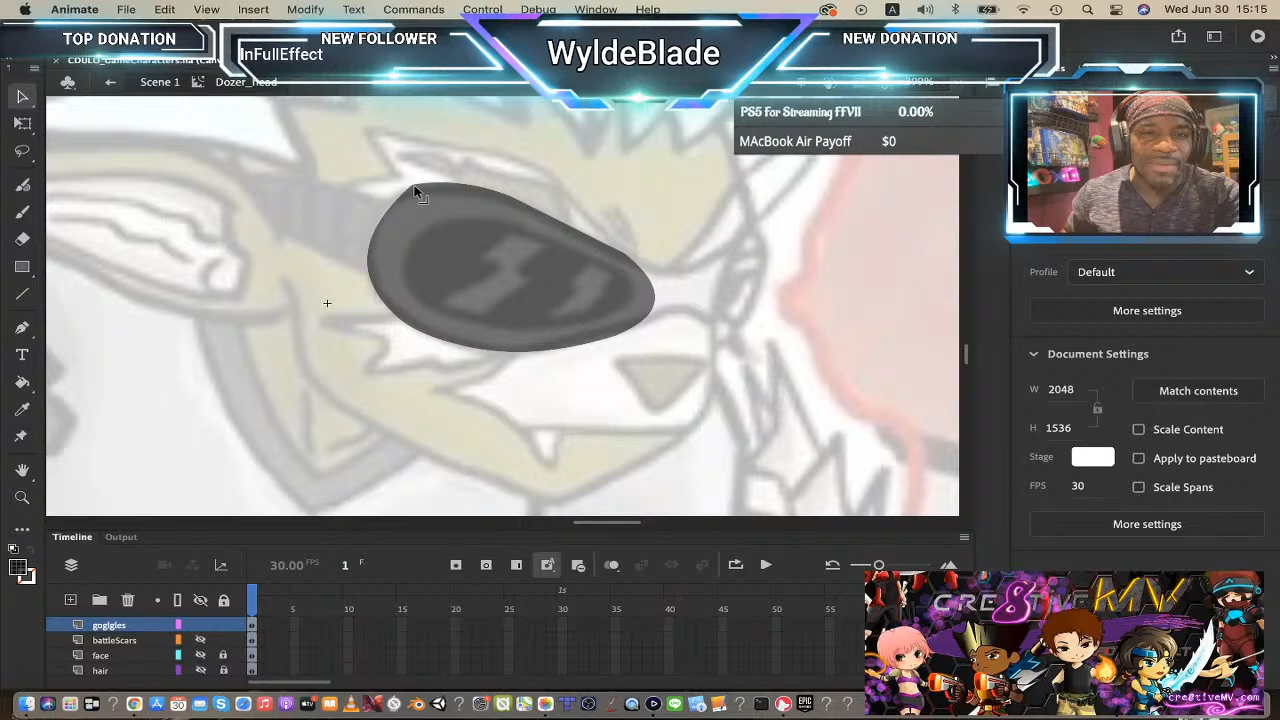 Animate File Edit View Insert Modify Text Commands Control Debug Window Help
Wed Jun 30 15:15
TOP DONATION
NEW FOLLOWER
InFullEffect
WyldeBlade
NEW DONATION
Scene 1 Dozer_head
PS5 For Streaming FFVII 0.00%
MAcBook Air Payoff $0
Profile Default
More settings
Document Settings
W 2048
Match contents
H 1536
Scale Content
Stage
Apply to pasteboard
FPS 30
Scale Spans
More settings
Timeline Output
30.00 FPS 1 F
1s
5 10 15 20 25 30 35 40 45 50 55
goglgles
battleScars
face
hair
CRE8TIVEMV
cre8tiveMV.com